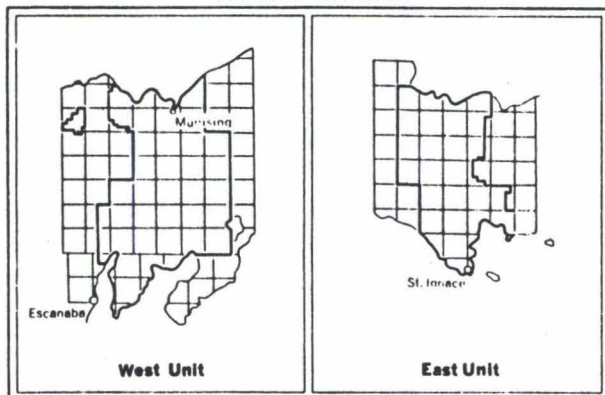 Munising
Escanaba
West Unit
St. Ignace
East Unit